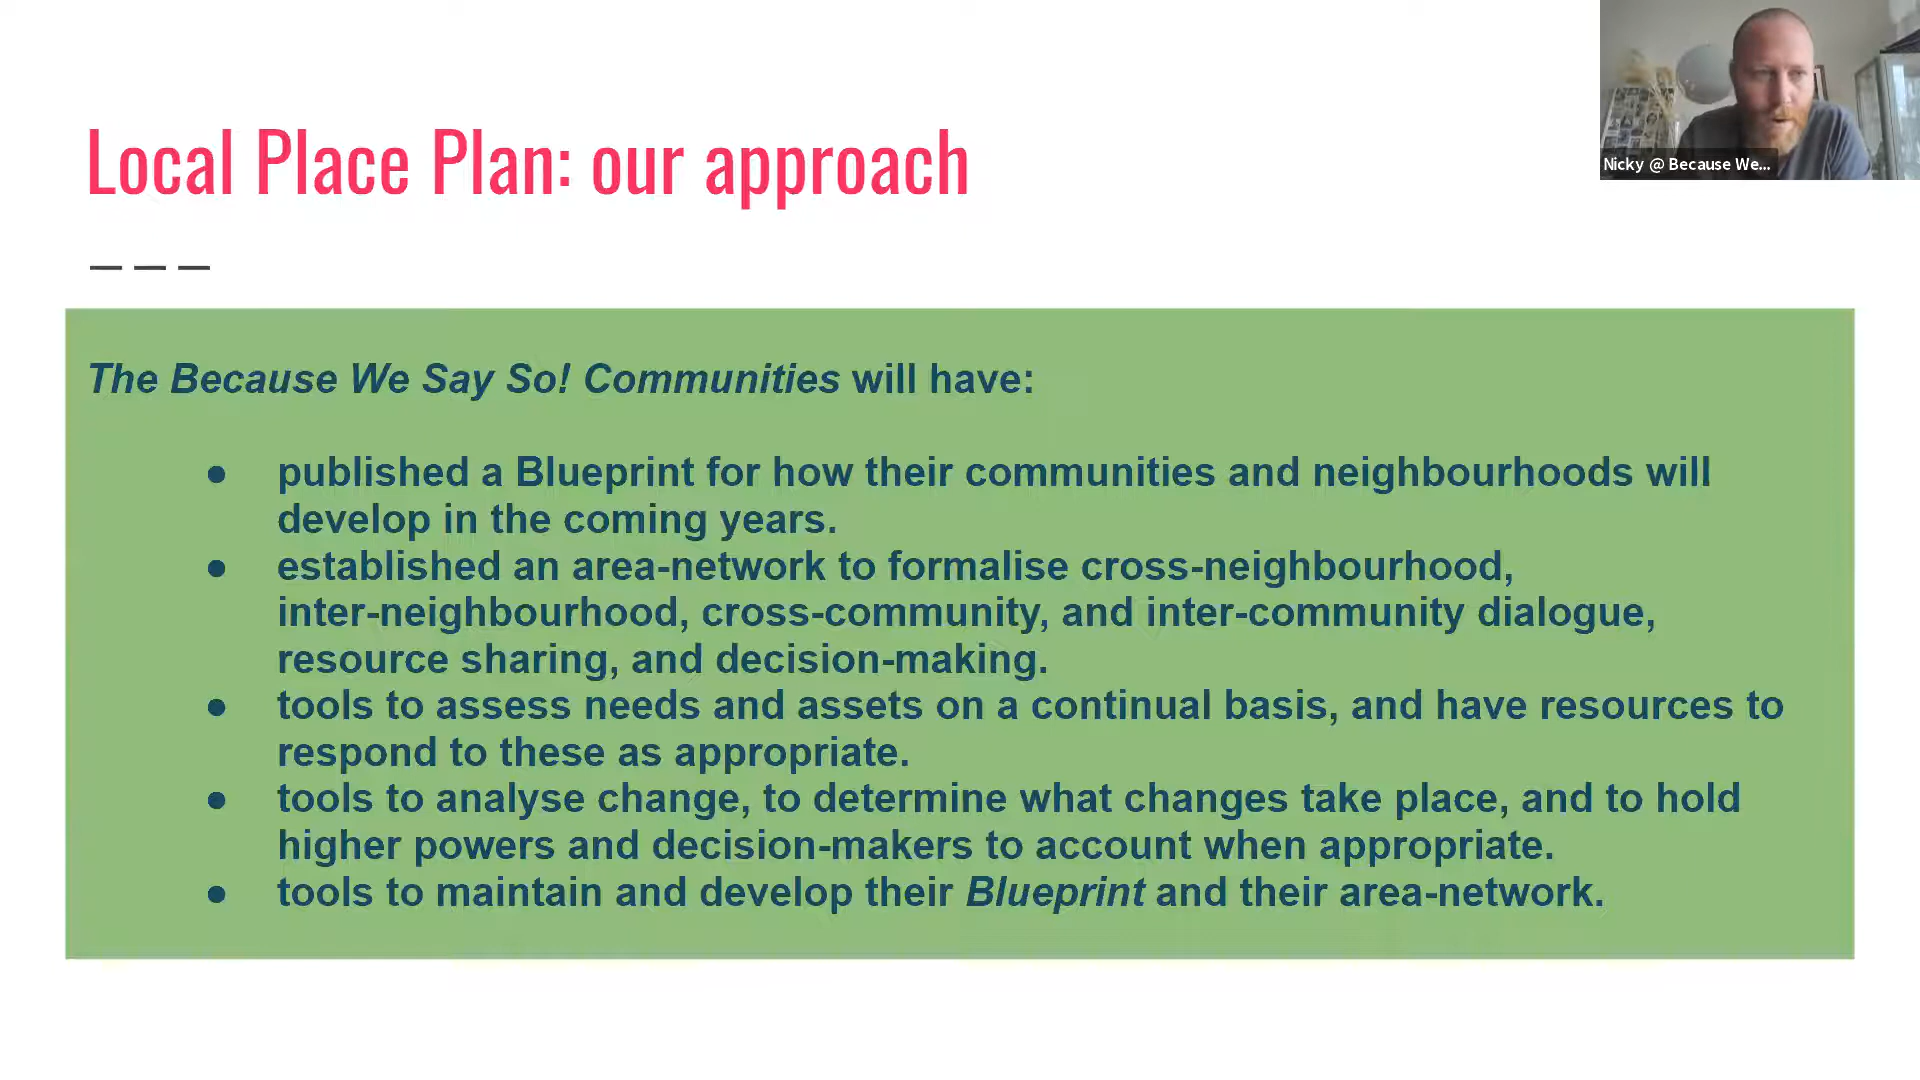 Local Place Plan: our approach
Nicky @ Because We...
The Because We Say So! Communities will have:
● published a Blueprint for how their communities and neighbourhoods will
develop in the coming years.
● established an area-network to formalise cross-neighbourhood,
inter-neighbourhood, cross-community, and inter-community dialogue,
resource sharing, and decision-making.
● tools to assess needs and assets on a continual basis, and have resources to
respond to these as appropriate.
● tools to analyse change, to determine what changes take place, and to hold
higher powers and decision-makers to account when appropriate.
● tools to maintain and develop their Blueprint and their area-network.